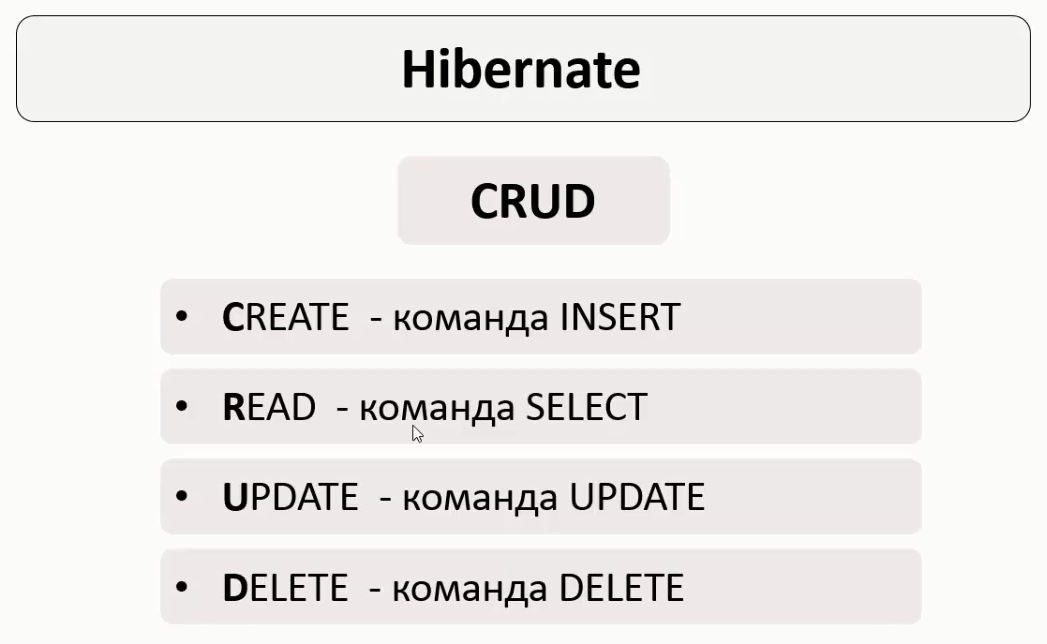 Hibernate
CRUD
• CREATE - команда INSERT
• READ - команда SELECT
• UPDATE - команда UPDATE
• DELETE - команда DELETE